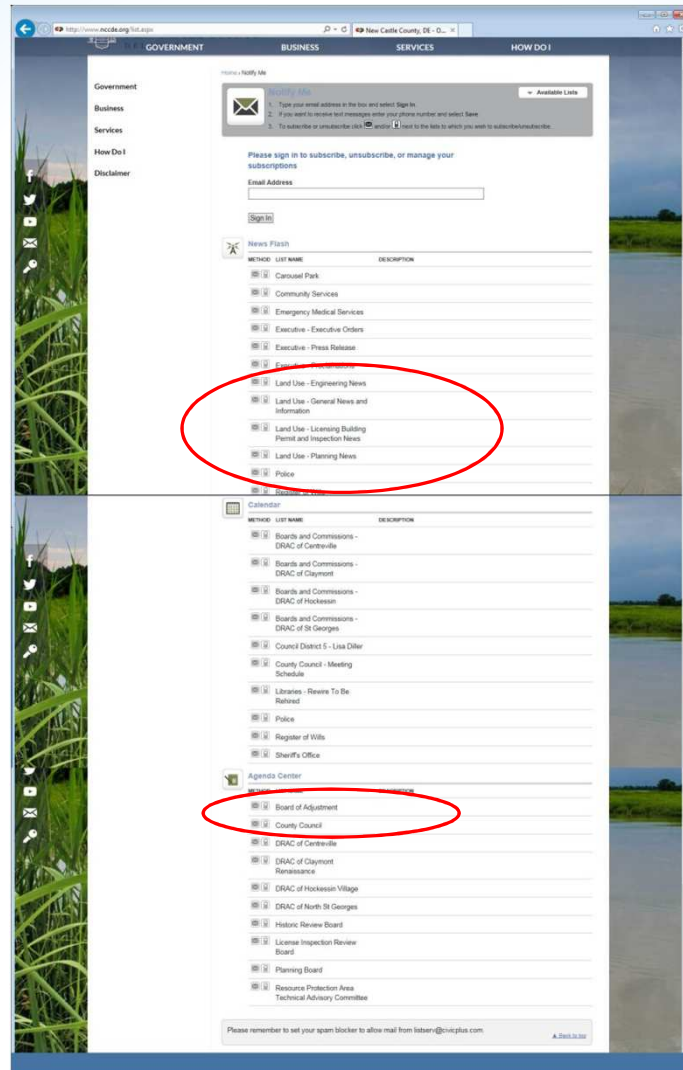 http://www.nccde.org/list.aspx
New Castle County, DE - O...
GOVERNMENT BUSINESS SERVICES HOW DO I
Government
Business
Services
How Do I
Disclaimer
Home › Notify Me
Notify Me
Available Lists
1. Type your email address in the box and select Sign In.
2. If you want to receive text messages enter your phone number and select Save
3. To subscribe or unsubscribe click and/or next to the lists to which you wish to subscribe/unsubscribe.
Please sign in to subscribe, unsubscribe, or manage your
subscriptions
Email Address
Sign In
News Flash
METHOD LIST NAME DESCRIPTION
Carousel Park
Community Services
Emergency Medical Services
Executive - Executive Orders
Executive - Press Release
Executive - Proclamations
Land Use - Engineering News
Land Use - General News and
Information
Land Use - Licensing Building
Permit and Inspection News
Land Use - Planning News
Police
Register of Wills
Calendar
METHOD LIST NAME DESCRIPTION
Boards and Commissions -
DRAC of Centreville
Boards and Commissions -
DRAC of Claymont
Boards and Commissions -
DRAC of Hockessin
Boards and Commissions -
DRAC of St Georges
Council District 5 - Lisa Diller
County Council - Meeting
Schedule
Libraries - Rewire To Be
Rehired
Police
Register of Wills
Sheriff's Office
Agenda Center
METHOD LIST NAME DESCRIPTION
Board of Adjustment
County Council
DRAC of Centreville
DRAC of Claymont
Renaissance
DRAC of Hockessin Village
DRAC of North St Georges
Historic Review Board
License Inspection Review
Board
Planning Board
Resource Protection Area
Technical Advisory Committee
Please remember to set your spam blocker to allow mail from listserv@civicplus.com.
Back to top